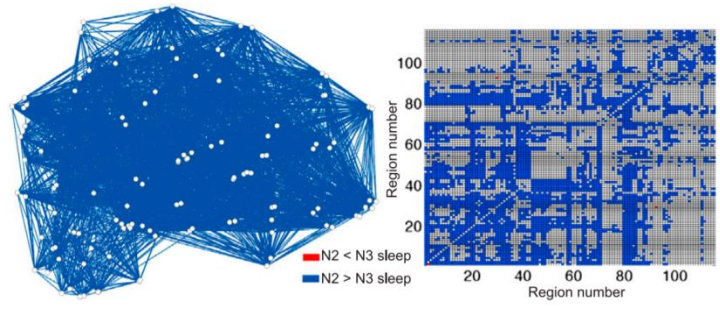 N2 < N3 sleep
N2 > N3 sleep
Region number
100
80
60
40
20
20 40 60 80 100
Region number